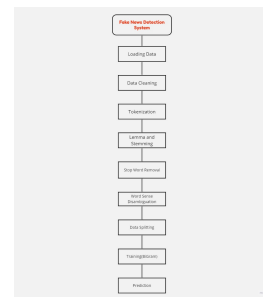 Fake News Detection
System
Loading Data
Data Cleaning
Tokenization
Lemma and
Stemming
Stop Word Removal
Word Sense
Disambiguation
Data Splitting
Prediction